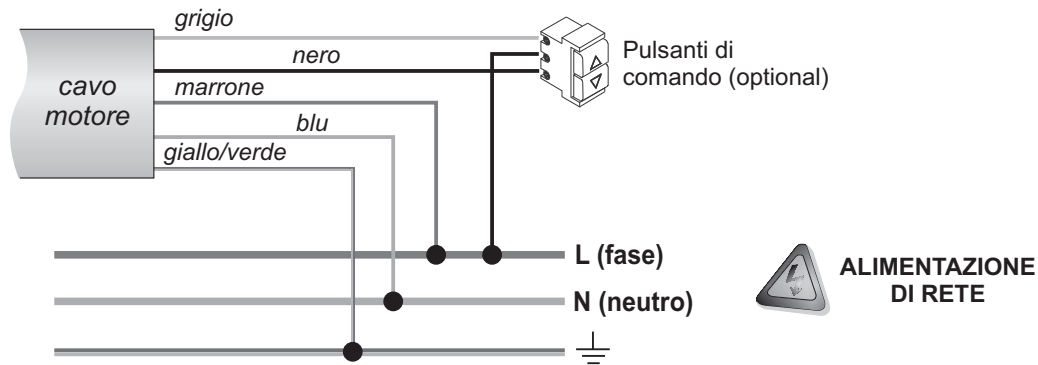 grigio
nero
cavo
motore
marrone
blu
giallo/verde
Pulsanti di
comando (optional)
L (fase)
N (neutro)
ALIMENTAZIONE
DI RETE